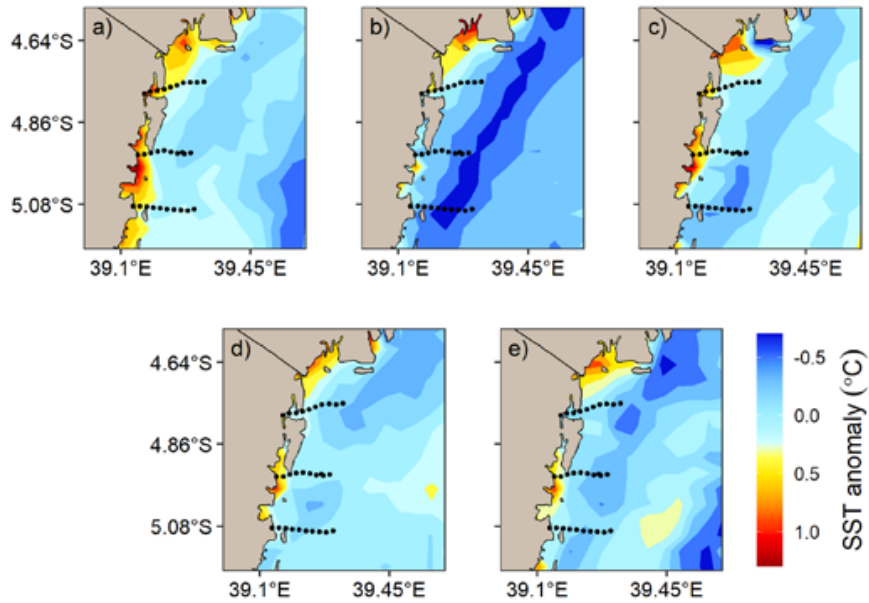 a) b) c)
4.64°S
4.86°S
5.08°S
39.1°E 39.45°E 39.1°E 39.45°E 39.1°E 39.45°E
d) e)
4.64°S
4.86°S
5.08°S
39.1°E 39.45°E 39.1°E 39.45°E
-0.5
0.0
0.5
1.0
SST anomaly (°C)